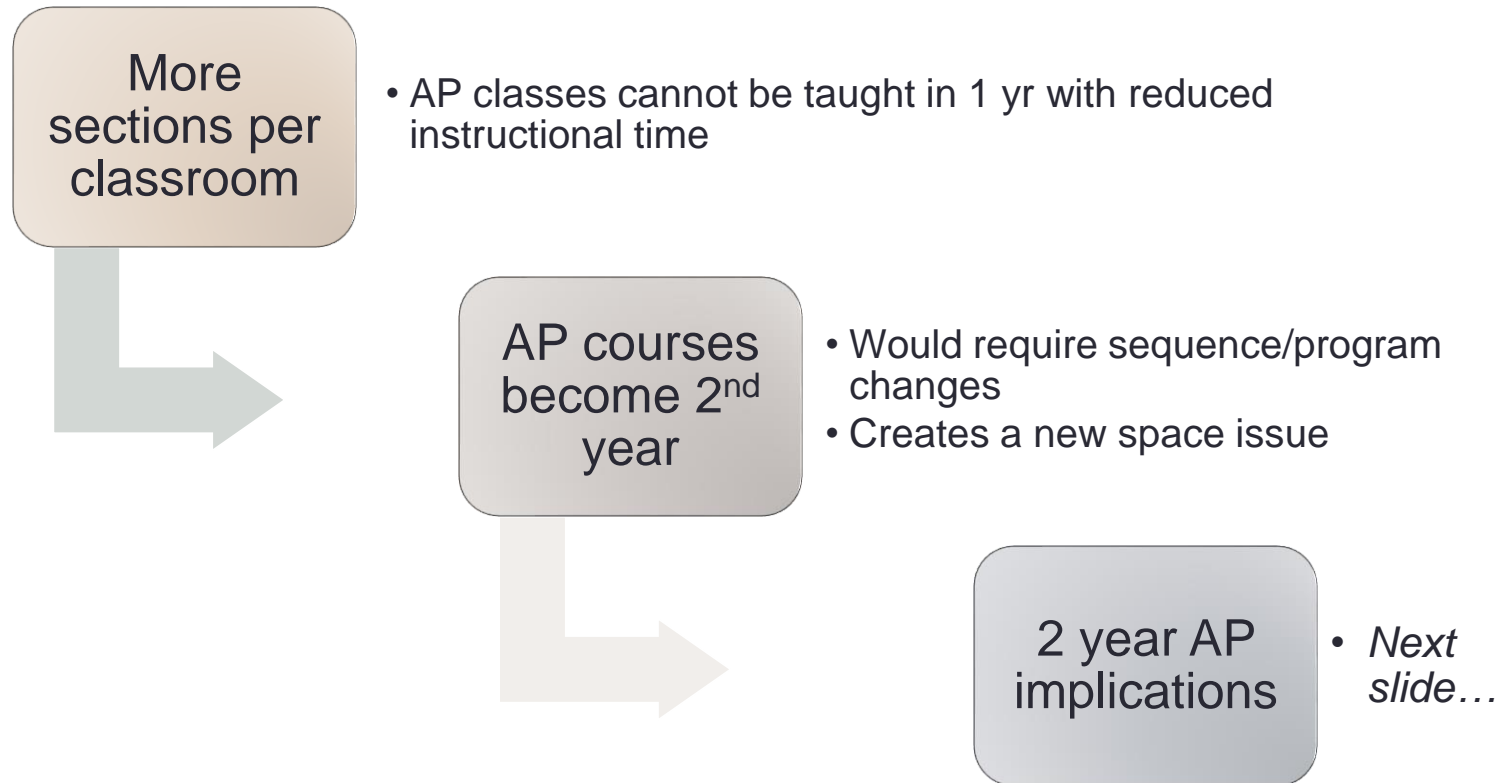 More
sections per
classroom
• AP classes cannot be taught in 1 yr with reduced
instructional time
AP courses
become 2nd
year
• Would require sequence/program
changes
• Creates a new space issue
2 year AP
implications
• Next
slide…